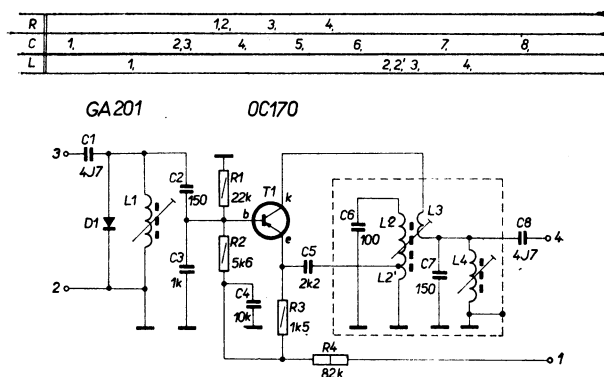 R 1,2, 3, 4,
C 1, 2,3, 4, 5, 6, 7, 8,
L 1, 2,2,' 3, 4,
GA201 OC170
3 C1 4J7
D1
L1
C2 150
C3 1k
R1 22k
R2 5k6
C4 10k
T1
b
k
e
C5 2k2
R3 1k5
R4 82k
C6 100
L2
L2'
L3
C7 150
L4
C8 4J7
4
2
1